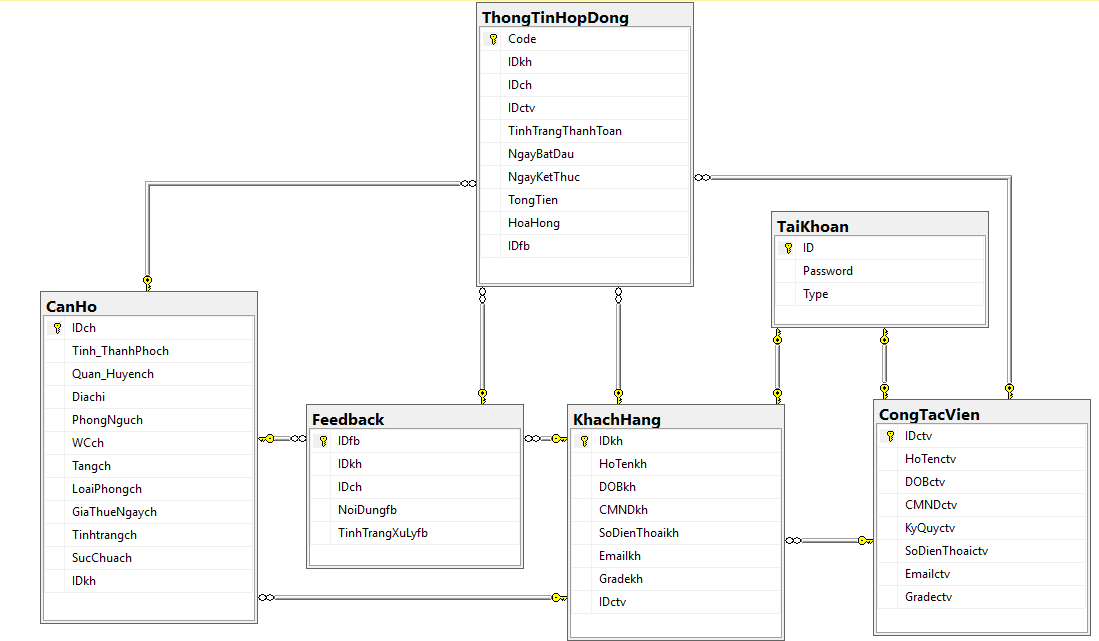 ThongTinHopDong
Code
IDkh
IDch
IDctv
TinhTrangThanhToan
NgayBatDau
NgayKetThuc
TongTien
HoaHong
IDfb
TaiKhoan
ID
Password
Type
CanHo
IDch
Tinh_ThanhPhoch
Quan_Huyench
Diachi
PhongNguch
WCch
Tangch
LoaiPhongch
GiaThueNgaych
Tinhtrangch
SucChuach
IDkh
Feedback
IDfb
IDkh
IDch
NoiDungfb
TinhTrangXuLyfb
KhachHang
IDkh
HoTenkh
DOBkh
CMNDkh
SoDienThoaikh
Emailkh
Gradekh
IDctv
CongTacVien
IDctv
HoTenctv
DOBctv
CMNDctv
KyQuyctv
SoDienThoaictv
Emailctv
Gradectv